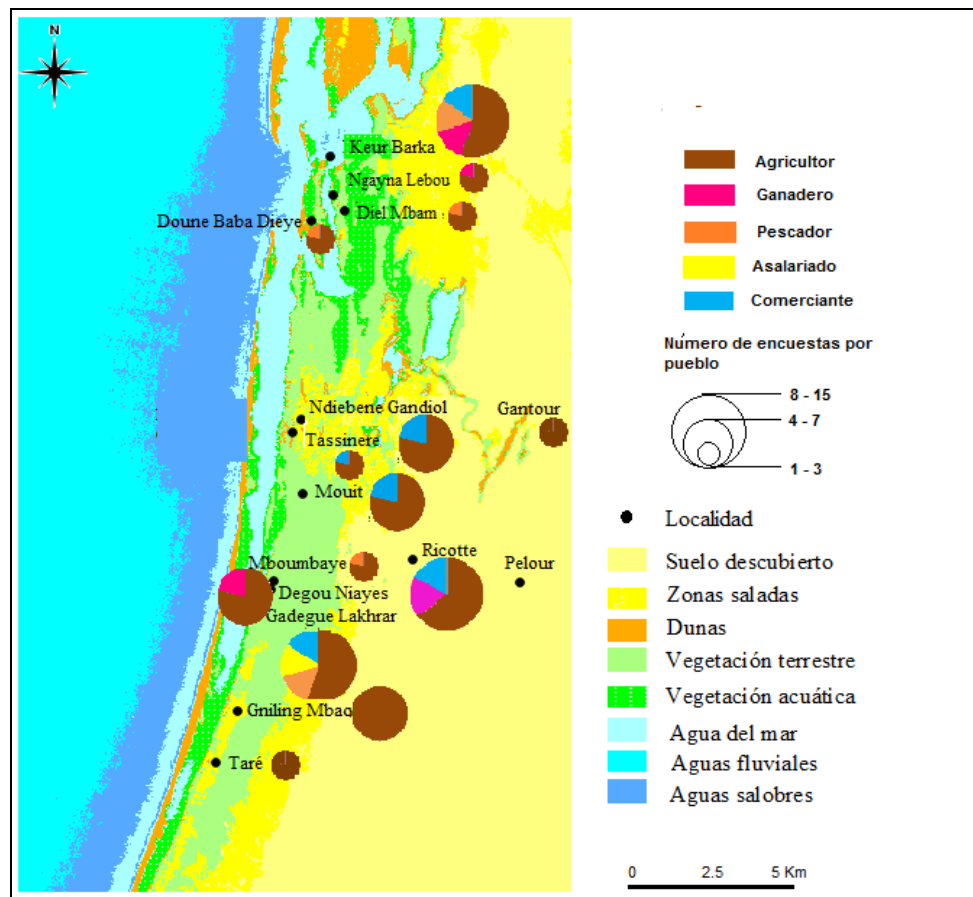 N
Keur Barka
Ngayna Lebou
Diel Mbam
Doune Baba Dieye
Ndiebene Gandiol
Gantour
Tassinere
Mouit
Ricotte
Mboumbaye
Pelour
Degou Niayes
Gadegue Lakhrar
Gniling Mbao
Taré
Agricultor
Ganadero
Pescador
Asalariado
Comerciante
Número de encuestas por
pueblo
8 - 15
4 - 7
1 - 3
Localidad
Suelo descubierto
Zonas saladas
Dunas
Vegetación terrestre
Vegetación acuática
Agua del mar
Aguas fluviales
Aguas salobres
0 2.5 5 Km